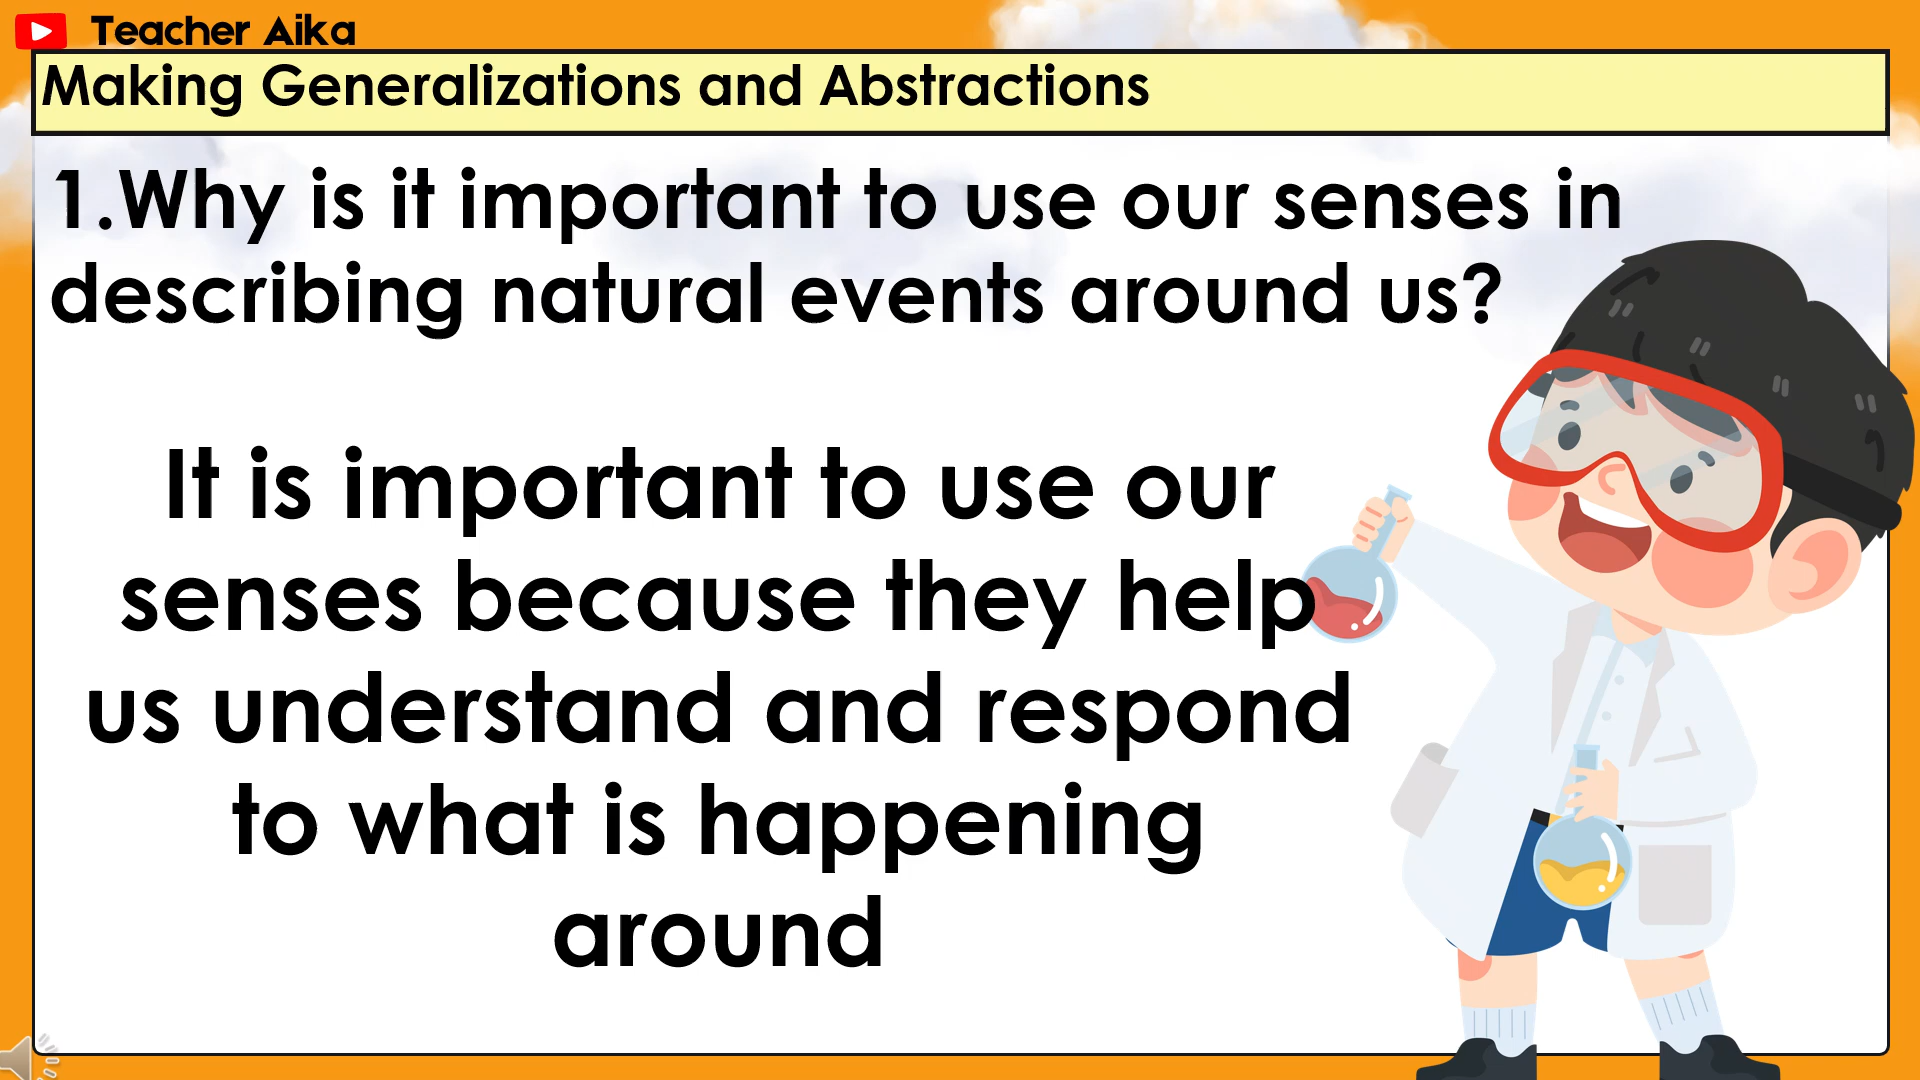 Teacher Aika
Making Generalizations and Abstractions
1.Why is it important to use our senses in
describing natural events around us?
It is important to use our
senses because they help
us understand and respond
to what is happening
around